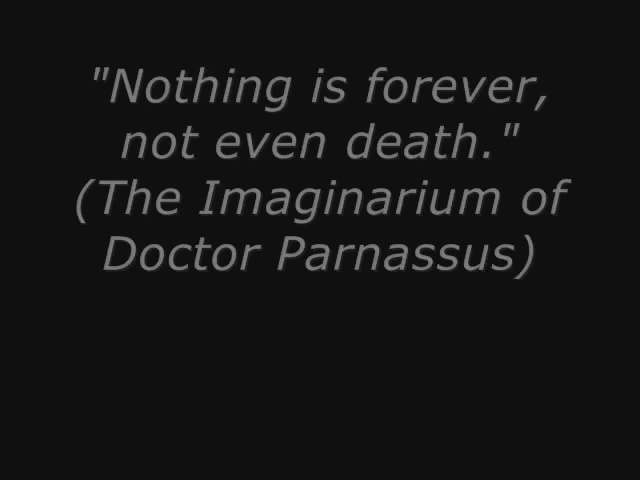 "Nothing is forever,
not even death."
(The Imaginarium of
Doctor Parnassus)